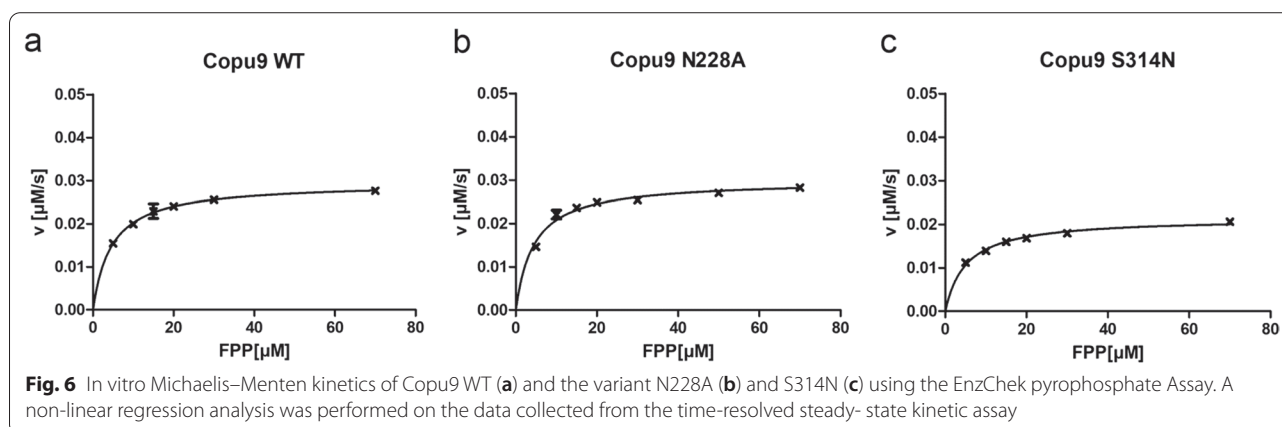 a
Copu9 WT
0.05
0.04
0.03
0.02
0.01
0.00
v [µM/s]
0 20 40 60 80
FPP[µM]
b
Copu9 N228A
0.05
0.04
0.03
0.02
0.01
0.00
v [µM/s]
0 20 40 60 80
FPP[µM]
c
Copu9 S314N
0.05
0.04
0.03
0.02
0.01
0.00
v [µM/s]
0 20 40 60 80
FPP[µM]
Fig. 6 In vitro Michaelis–Menten kinetics of Copu9 WT (a) and the variant N228A (b) and S314N (c) using the EnzChek pyrophosphate Assay. A
non-linear regression analysis was performed on the data collected from the time-resolved steady- state kinetic assay